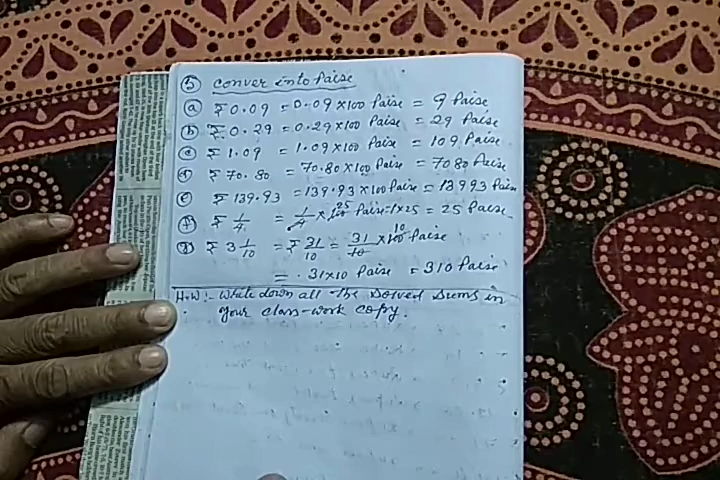 ③ conver into Paise
ⓐ ₹ 0.09 = 0.09 × 100 Paise = 9 Paise
ⓑ ₹ 0.29 = 0.29 × 100 Paise = 29 Paise
ⓒ ₹ 1.09 = 1.09 × 100 Paise = 109 Paise
ⓓ ₹ 70.80 = 70.80 × 100 Paise = 7080 Paise
ⓔ ₹ 139.93 = 139.93 × 100 Paise = 13993 Paise
ⓕ ₹ 1/4 = 1/4 × 100 25 Paise = 1×25 = 25 Paise
ⓖ ₹ 3 1/10 = ₹ 31/10 = 31/10 × 100 10 Paise
= 31×10 Paise = 310 Paise
H.W:- Write down all the solved sums in
your class-work copy.